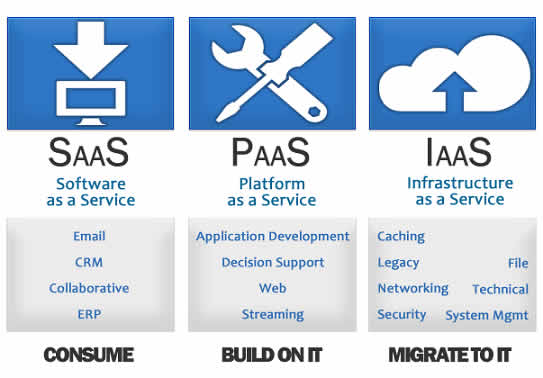 SaaS
Software
as a Service
Email
CRM
Collaborative
ERP
CONSUME
PaaS
Platform
as a Service
Application Development
Decision Support
Web
Streaming
BUILD ON IT
IaaS
Infrastructure
as a Service
Caching
Legacy File
Networking Technical
Security System Mgmt
MIGRATE TO IT